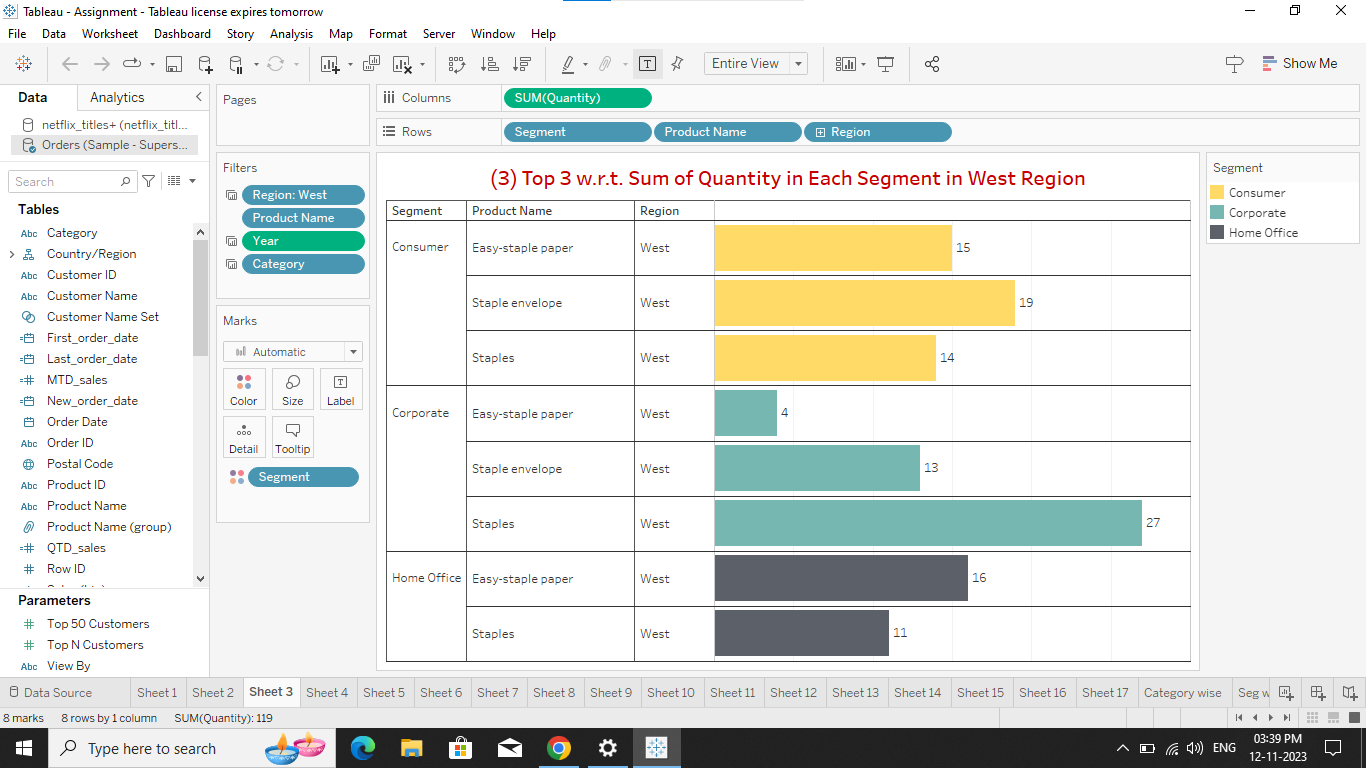 Tableau - Assignment - Tableau license expires tomorrow
File Data Worksheet Dashboard Story Analysis Map Format Server Window Help
Entire View Show Me
Data Analytics
netflix_titles+ (netflix_titl...
Orders (Sample - Supers...
Search
Tables
Abc Category
Country/Region
Abc Customer ID
Abc Customer Name
Customer Name Set
First_order_date
Last_order_date
MTD_sales
New_order_date
Order Date
Abc Order ID
Postal Code
Abc Product ID
Abc Product Name
Product Name (group)
QTD_sales
Row ID
Parameters
Top 50 Customers
Top N Customers
Abc View By
Pages
Filters
Region: West
Product Name
Year
Category
Marks
Automatic
Color Size Label
Detail Tooltip
Segment
Columns SUM(Quantity)
Rows Segment Product Name Region
(3) Top 3 w.r.t. Sum of Quantity in Each Segment in West Region
Segment Product Name Region
Consumer Easy-staple paper West 15
Staple envelope West 19
Staples West 14
Corporate Easy-staple paper West 4
Staple envelope West 13
Staples West 27
Home Office Easy-staple paper West 16
Staples West 11
Segment
Consumer
Corporate
Home Office
Data Source Sheet 1 Sheet 2 Sheet 3 Sheet 4 Sheet 5 Sheet 6 Sheet 7 Sheet 8 Sheet 9 Sheet 10 Sheet 11 Sheet 12 Sheet 13 Sheet 14 Sheet 15 Sheet 16 Sheet 17 Category wise Seg
8 marks 8 rows by 1 column SUM(Quantity): 119
Type here to search
ENG
03:39 PM
12-11-2023